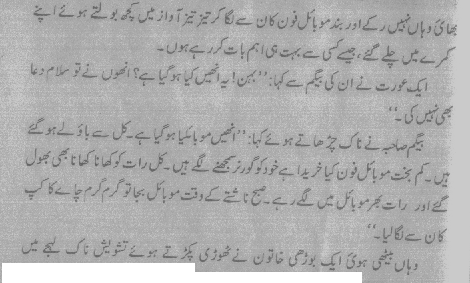 بھائی وہاں نہیں رکے اور بند موبائل فون کان سے لگا کر تیز تیز آواز میں کچھ بولتے ہوئے اپنے
کمرے میں چلے گئے، جیسے کسی سے بہت ہی اہم بات کر رہے ہوں۔
ایک عورت نے ان کی بیگم سے کہا: ’’بہن! یہ انھیں کیا ہو گیا ہے؟ انھوں نے تو سلام دعا
بھی نہیں کی۔‘‘
بیگم صاحبہ نے ناک چڑھاتے ہوئے کہا: ’’انھیں موبائلیا ہو گیا ہے۔ کل سے باؤلے ہو گئے
ہیں۔ کم بخت موبائل فون کیا خریدا ہے خود کو گورنر سمجھنے لگے ہیں۔ کل رات کو کھانا کھانا بھی بھول
گئے اور رات بھر موبائل میں لگے رہے۔ صبح ناشتے کے وقت موبائل بجا تو گرم گرم چاے کا کپ
کان سے لگا لیا۔‘‘
وہاں بیٹھی ہوئی ایک بوڑھی خاتون نے ٹھوڑی پکڑتے ہوئے تشویش ناک لہجے میں